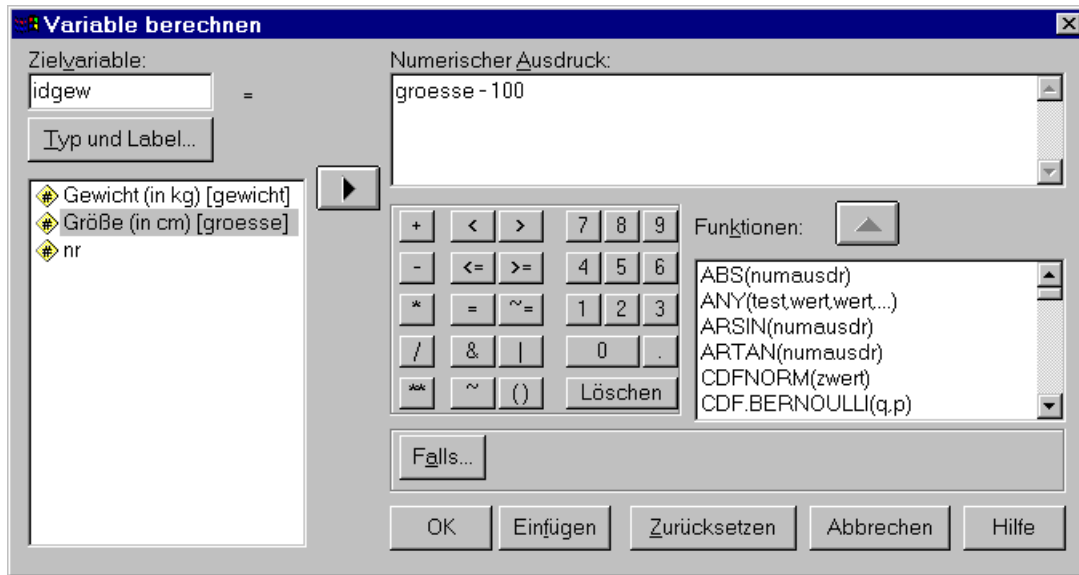 Variable berechnen
Zielvariable:
idgew
=
Typ und Label...
Gewicht (in kg) [gewicht]
Größe (in cm) [groesse]
nr
Numerischer Ausdruck:
groesse - 100
+ < > 7 8 9
- <= >= 4 5 6
* = ~= 1 2 3
/ & | 0 .
** ~ () Löschen
Funktionen:
ABS(numausdr)
ANY(test,wert,wert,...)
ARSIN(numausdr)
ARTAN(numausdr)
CDFNORM(zwert)
CDF.BERNOULLI(q,p)
Falls...
OK Einfügen Zurücksetzen Abbrechen Hilfe